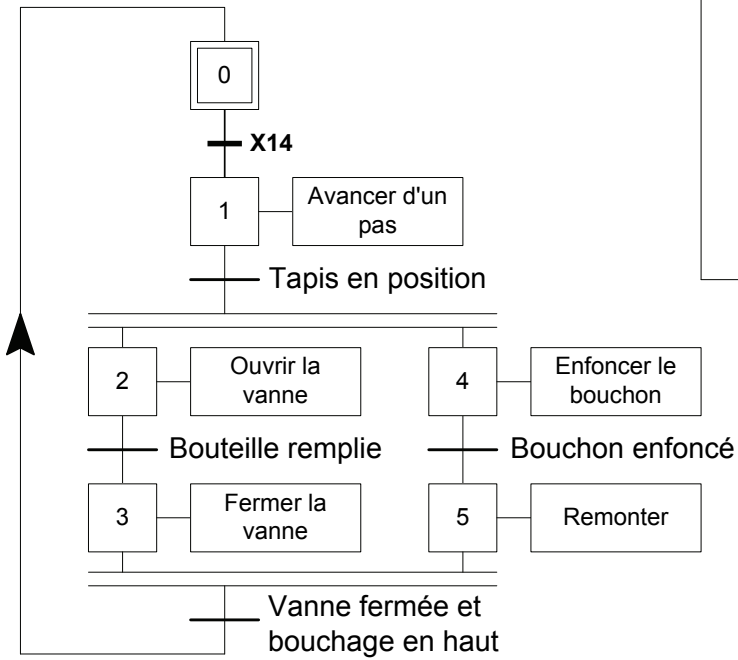 0
X14
1
Avancer d'un
pas
Tapis en position
2
Ouvrir la
vanne
4
Enfoncer le
bouchon
Bouteille remplie
Bouchon enfoncé
3
Fermer la
vanne
5
Remonter
Vanne fermée et
bouchage en haut